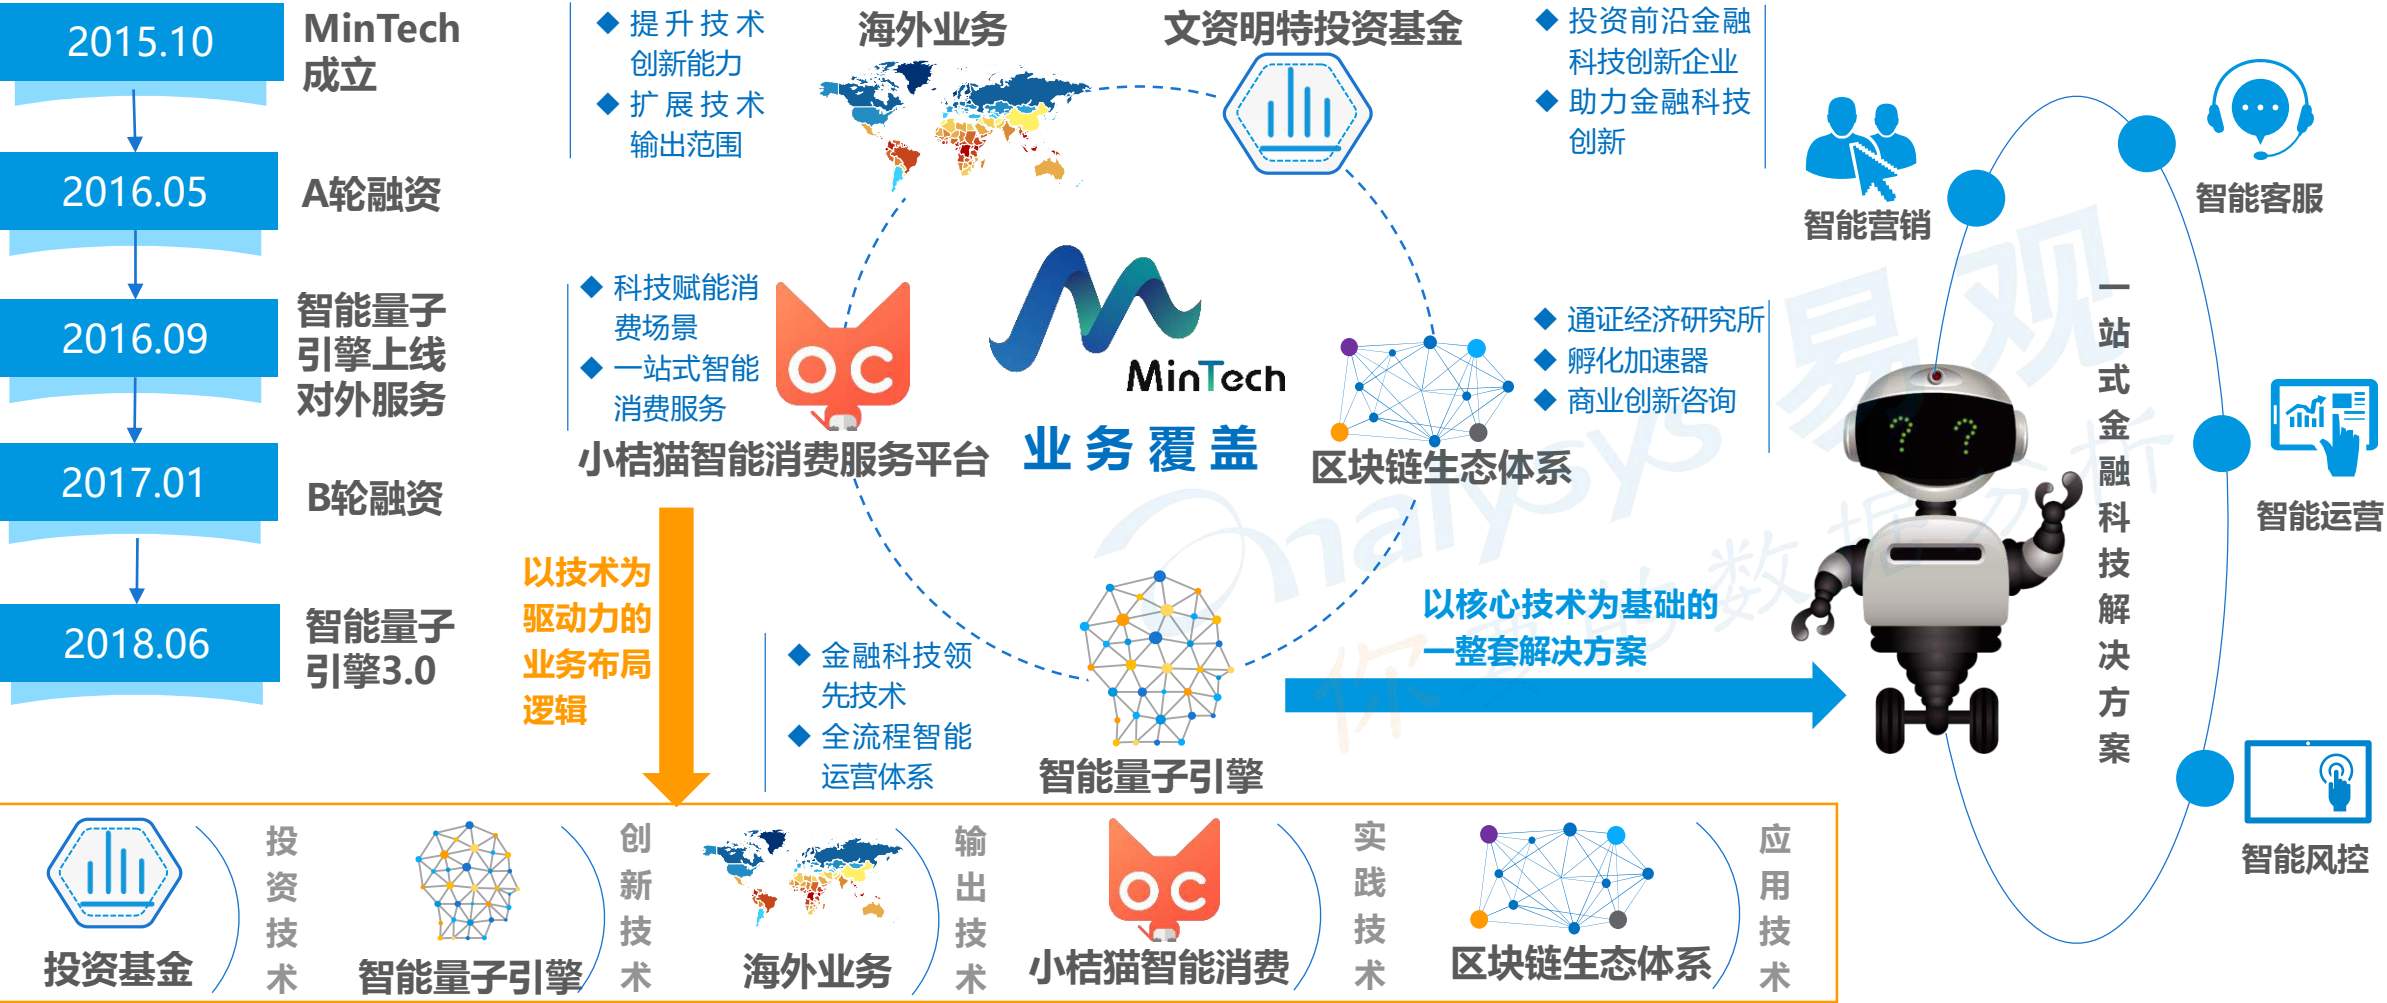 2015.10
MinTech
成立
2016.05
A轮融资
2016.09
智能量子
引擎上线
对外服务
2017.01
B轮融资
2018.06
智能量子
引擎3.0
提升技术
创新能力
扩展技术
输出范围
海外业务
文资明特投资基金
投资前沿金融
科技创新企业
助力金融科技
创新
科技赋能消
费场景
一站式智能
消费服务
OC
小桔猫智能消费服务平台
MinTech
业务覆盖
通证经济研究所
孵化加速器
商业创新咨询
区块链生态体系
以技术为
驱动力的
业务布局
逻辑
金融科技领
先技术
全流程智能
运营体系
智能量子引擎
以核心技术为基础的
一整套解决方案
智能营销
智能客服
一站式金融科技解决方案
智能运营
智能风控
投资基金
投资技术
智能量子引擎
创新技术
海外业务
输出技术
OC
小桔猫智能消费
实践技术
区块链生态体系
应用技术
analysys 易观
你要的数据分析